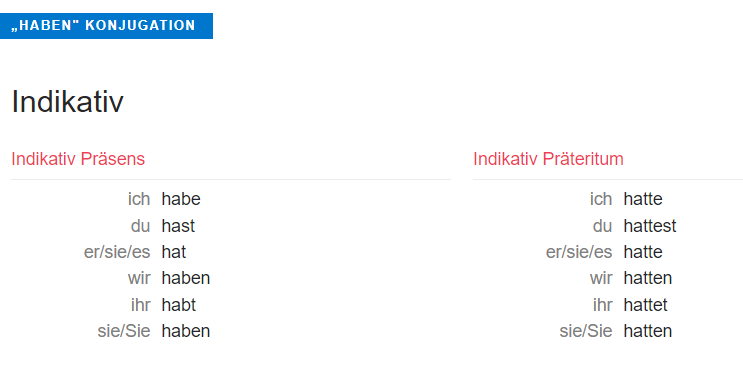 „HABEN" KONJUGATION
Indikativ
Indikativ Präsens
ich habe
du hast
er/sie/es hat
wir haben
ihr habt
sie/Sie haben
Indikativ Präteritum
ich hatte
du hattest
er/sie/es hatte
wir hatten
ihr hattet
sie/Sie hatten